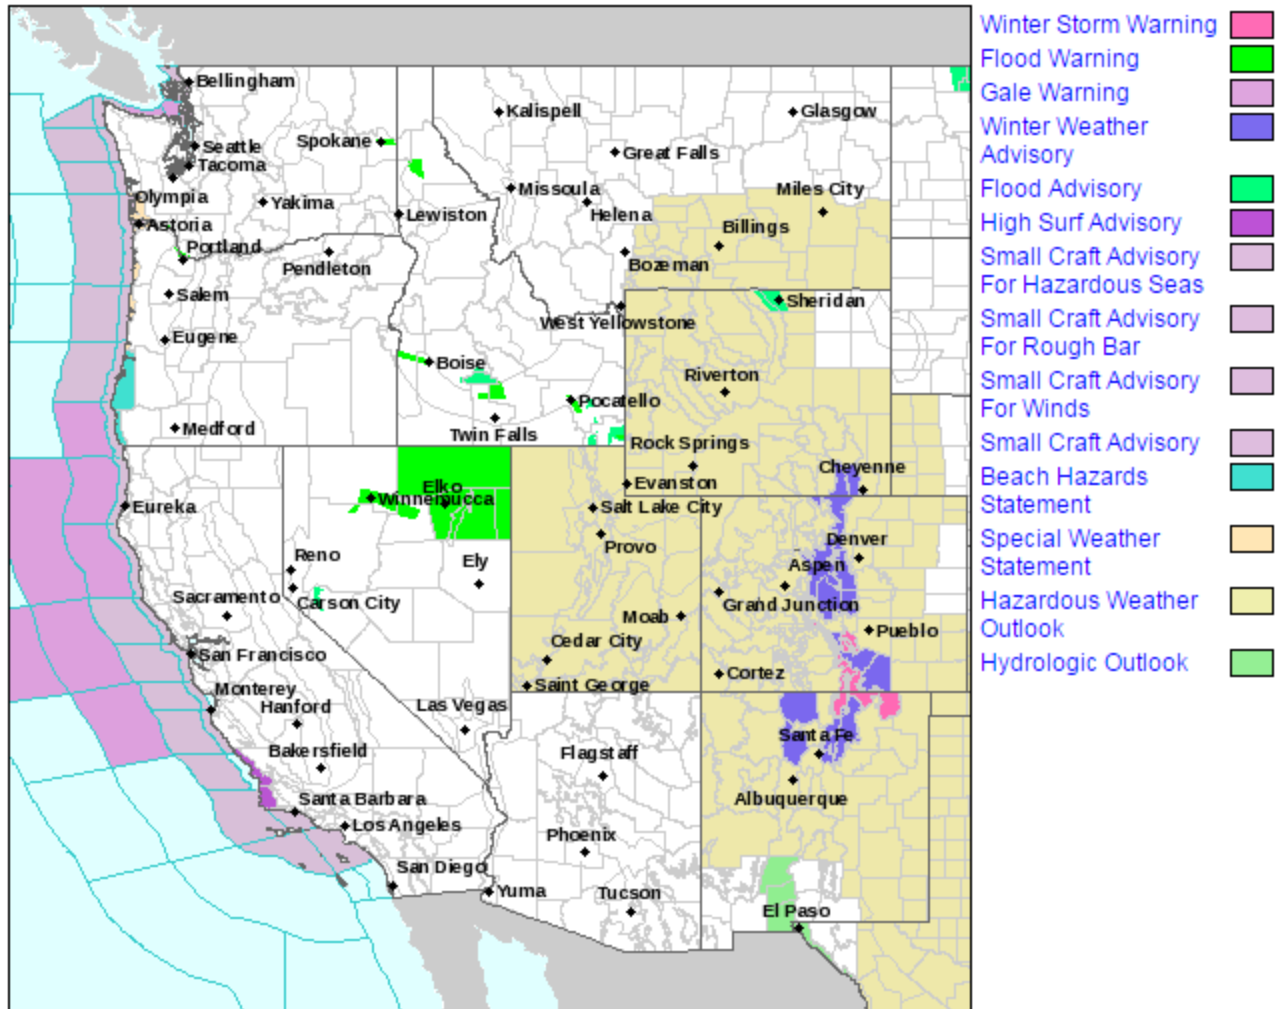 Bellingham
Kalispell
Glasgow
Spokane
Seattle
Great Falls
Tacoma
Olympia
Yakima
Missoula
Miles City
Astoria
Lewiston
Helena
Billings
Portland
Pendleton
Bozeman
Salem
Sheridan
West Yellowstone
Eugene
Boise
Riverton
Pocatello
Medford
Twin Falls
Rock Springs
Cheyenne
Elko
Evanston
Winnemucca
Eureka
Salt Lake City
Provo
Denver
Reno
Ely
Aspen
Sacramento
Carson City
Grand Junction
Moab
Pueblo
San Francisco
Cedar City
Cortez
Monterey
Saint George
Hanford
Las Vegas
Santa Fe
Bakersfield
Flagstaff
Santa Barbara
Albuquerque
Los Angeles
Phoenix
San Diego
Yuma
Tucson
El Paso
Winter Storm Warning
Flood Warning
Gale Warning
Winter Weather
Advisory
Flood Advisory
High Surf Advisory
Small Craft Advisory
For Hazardous Seas
Small Craft Advisory
For Rough Bar
Small Craft Advisory
For Winds
Small Craft Advisory
Beach Hazards
Statement
Special Weather
Statement
Hazardous Weather
Outlook
Hydrologic Outlook